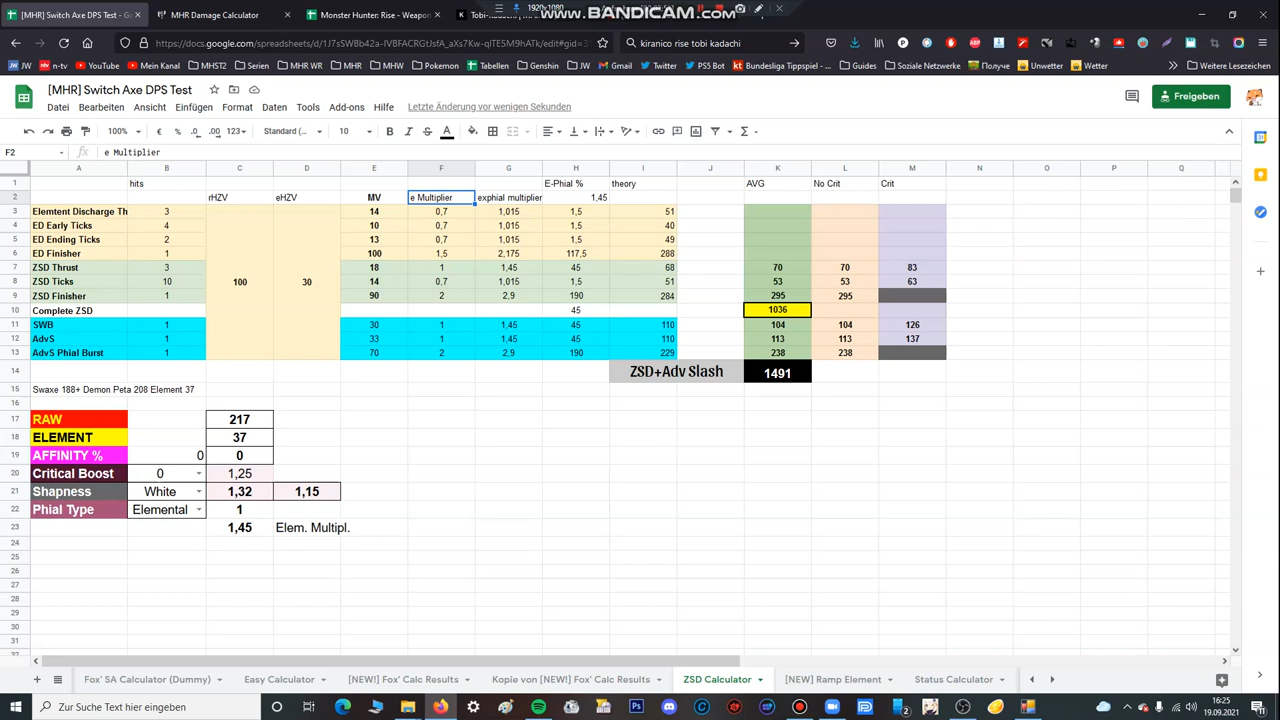 [MHR] Switch Axe DPS Test - G
MHR Damage Calculator
Monster Hunter: Rise - Weapon
1920×1080
www.BANDICAM.com
https://docs.google.com/spreadsheets/d/
kiranico rise tobi kadachi
JW n-tv YouTube Mein Kanal MHST2 Serien MHR WR MHR MHW Pokemon Tabellen Genshin JW Gmail Twitter PS5 Bot Bundesliga Tippspiel Guides Soziale Netzwerke Получе Unwetter Wetter Weitere Lesezeichen
[MHR] Switch Axe DPS Test
Datei Bearbeiten Ansicht Einfügen Format Daten Tools Add-ons Hilfe Letzte Änderung vor wenigen Sekunden
Freigeben
100% € % .0 .00 123 Standard (... 10 B I S A
F2 fx e Multiplier
A B C D E F G H I J K L M N O P Q
1 hits E-Phial % theory AVG No Crit Crit
2 rHZV eHZV MV e Multiplier exphial multiplier 1,45
3 Elemtent Discharge Th 3 14 0,7 1,015 1,5 51
4 ED Early Ticks 4 10 0,7 1,015 1,5 40
5 ED Ending Ticks 2 13 0,7 1,015 1,5 49
6 ED Finisher 1 100 1,5 2,175 117,5 288
7 ZSD Thrust 3 18 1 1,45 45 68 70 70 83
8 ZSD Ticks 10 100 30 14 0,7 1,015 1,5 51 53 53 63
9 ZSD Finisher 1 90 2 2,9 190 284 295 295
10 Complete ZSD 45 1036
11 SWB 1 30 1 1,45 45 110 104 104 126
12 AdvS 1 33 1 1,45 45 110 113 113 137
13 AdvS Phial Burst 1 70 2 2,9 190 229 238 238
14 ZSD+Adv Slash 1491
15 Swaxe 188+ Demon Peta 208 Element 37
16
17 RAW 217
18 ELEMENT 37
19 AFFINITY % 0 0
20 Critical Boost 0 1,25
21 Shapness White 1,32 1,15
22 Phial Type Elemental 1
23 1,45 Elem. Multipl.
24
25
26
27
28
29
30
31
Fox' SA Calculator (Dummy) Easy Calculator [NEW!] Fox' Calc Results Kopie von [NEW!] Fox' Calc Results ZSD Calculator [NEW] Ramp Element Status Calculator
Zur Suche Text hier eingeben
16:25
19.09.2021